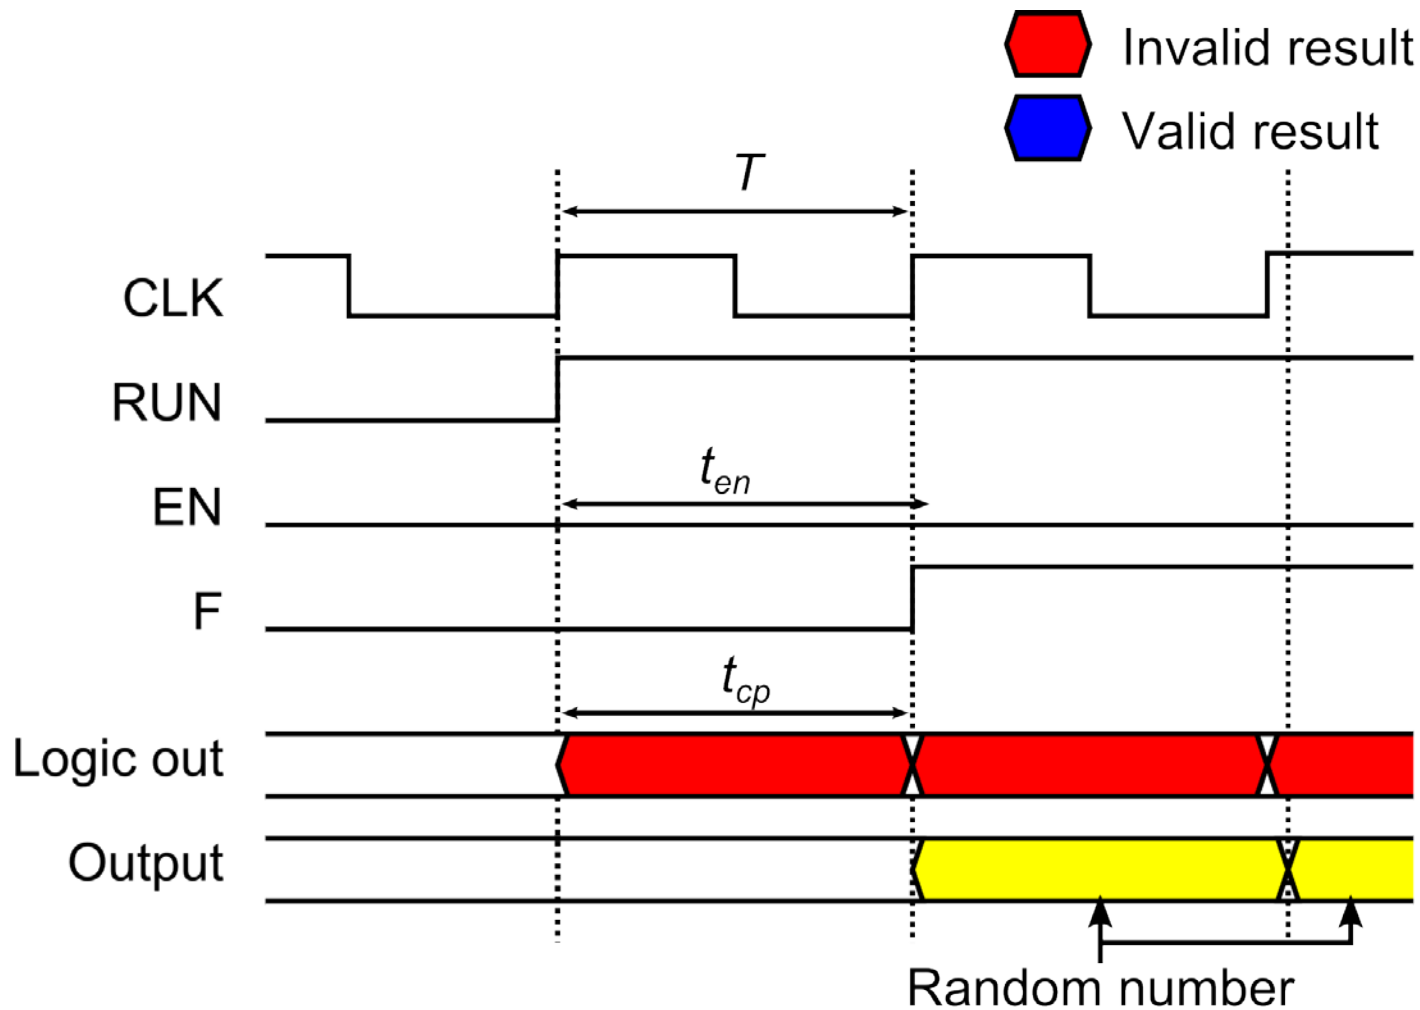 Invalid result
Valid result
T
CLK
RUN
ten
EN
F
tcp
Logic out
Output
Random number